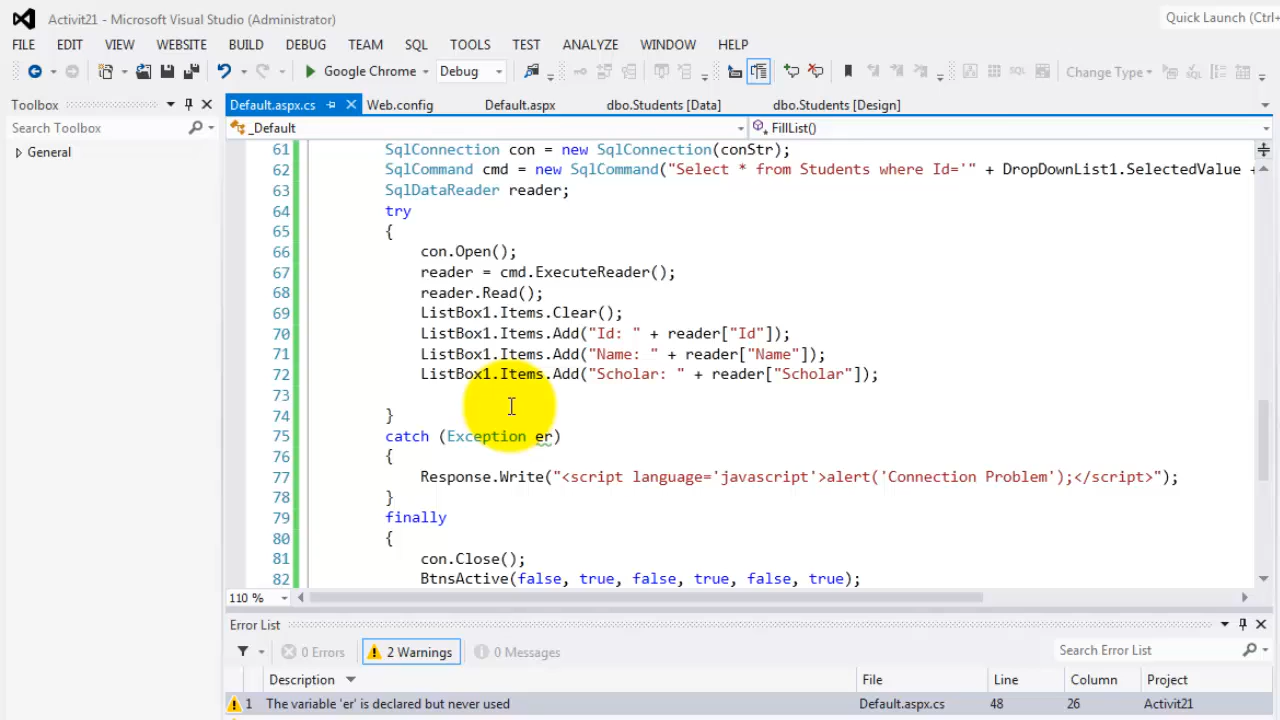 Activit21 - Microsoft Visual Studio (Administrator)
Quick Launch (Ctrl+
FILE EDIT VIEW WEBSITE BUILD DEBUG TEAM SQL TOOLS TEST ANALYZE WINDOW HELP
Google Chrome Debug Change Type
Toolbox
Default.aspx.cs Web.config Default.aspx dbo.Students [Data] dbo.Students [Design]
Search Toolbox
_Default FillList()
General
61 SqlConnection con = new SqlConnection(conStr);
62 SqlCommand cmd = new SqlCommand("Select * from Students where Id='" + DropDownList1.SelectedValue +
63 SqlDataReader reader;
64 try
65 {
66 con.Open();
67 reader = cmd.ExecuteReader();
68 reader.Read();
69 ListBox1.Items.Clear();
70 ListBox1.Items.Add("Id: " + reader["Id"]);
71 ListBox1.Items.Add("Name: " + reader["Name"]);
72 ListBox1.Items.Add("Scholar: " + reader["Scholar"]);
73
74 }
75 catch (Exception er)
76 {
77 Response.Write("<script language='javascript'>alert('Connection Problem');</script>");
78 }
79 finally
80 {
81 con.Close();
82 BtnsActive(false, true, false, true, false, true);
110 %
Error List
0 Errors 2 Warnings 0 Messages Search Error List
Description File Line Column Project
1 The variable 'er' is declared but never used Default.aspx.cs 48 26 Activit21